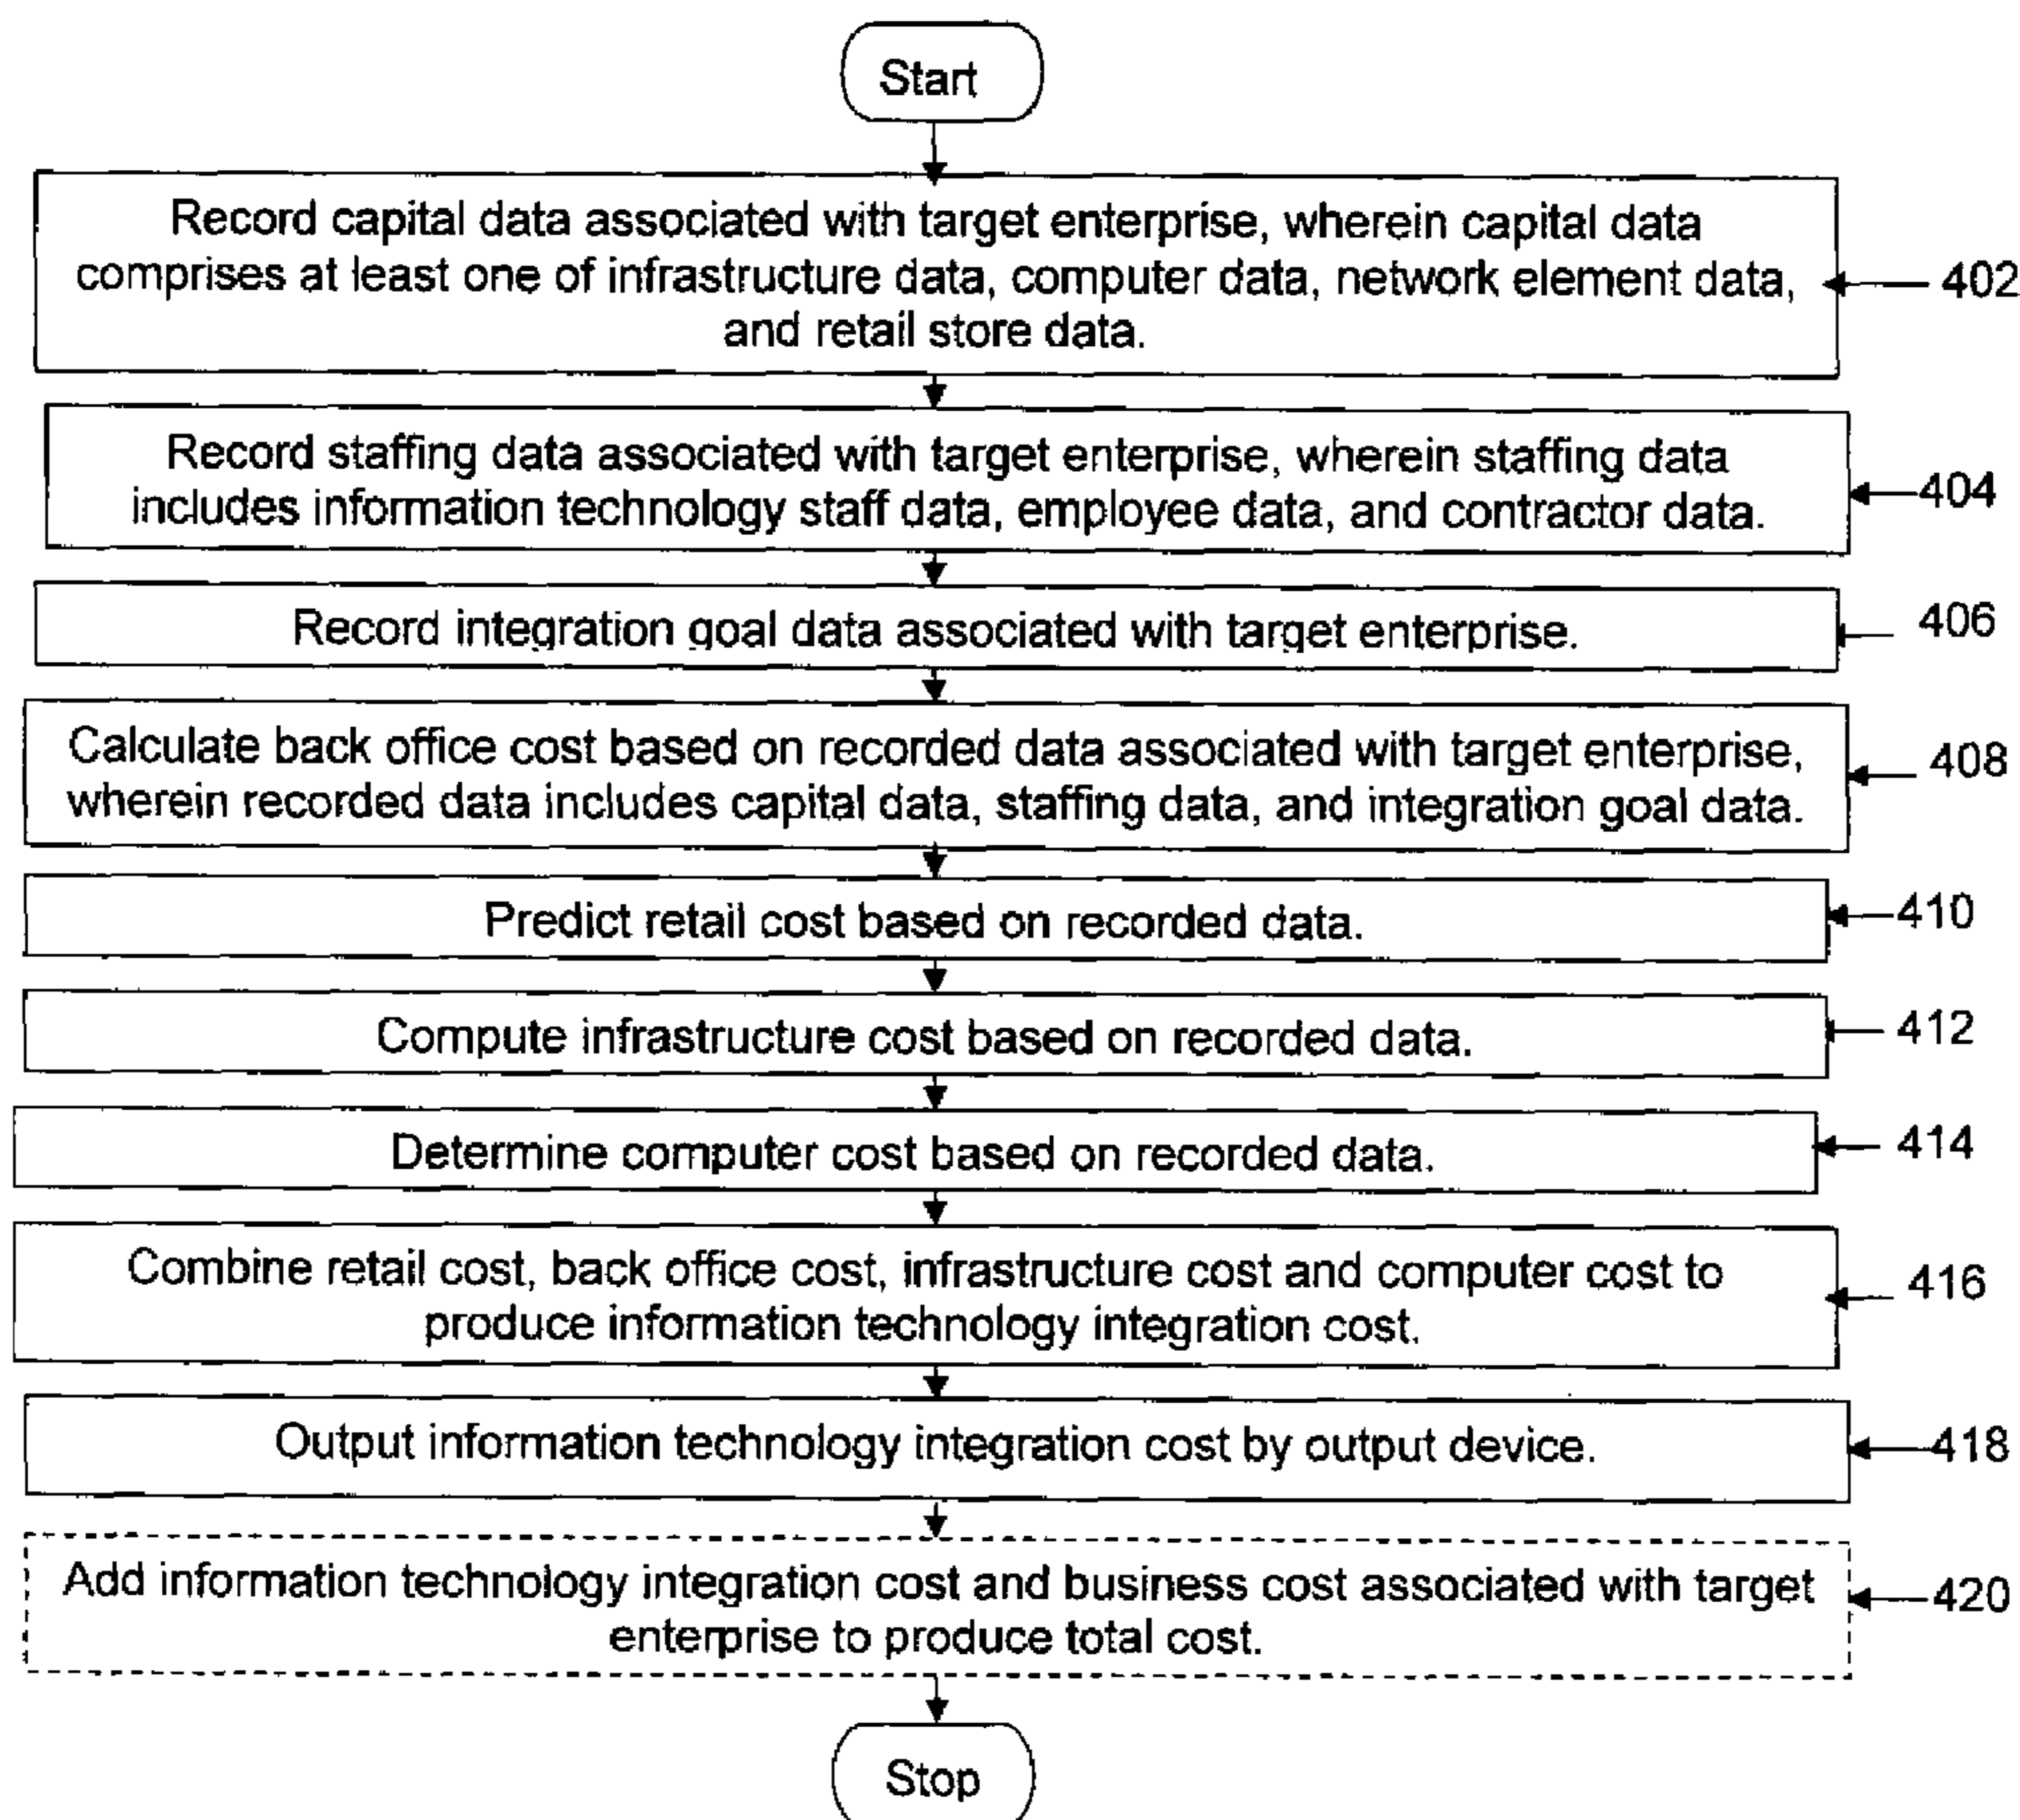 Start
Record capital data associated with target enterprise, wherein capital data
comprises at least one of infrastructure data, computer data, network element data,
and retail store data.
402
Record staffing data associated with target enterprise, wherein staffing data
includes information technology staff data, employee data, and contractor data.
404
Record integration goal data associated with target enterprise.
406
Calculate back office cost based on recorded data associated with target enterprise,
wherein recorded data includes capital data, staffing data, and integration goal data.
408
Predict retail cost based on recorded data.
410
Compute infrastructure cost based on recorded data.
412
Determine computer cost based on recorded data.
414
Combine retail cost, back office cost, infrastructure cost and computer cost to
produce information technology integration cost.
416
Output information technology integration cost by output device.
418
Add information technology integration cost and business cost associated with target
enterprise to produce total cost.
420
Stop